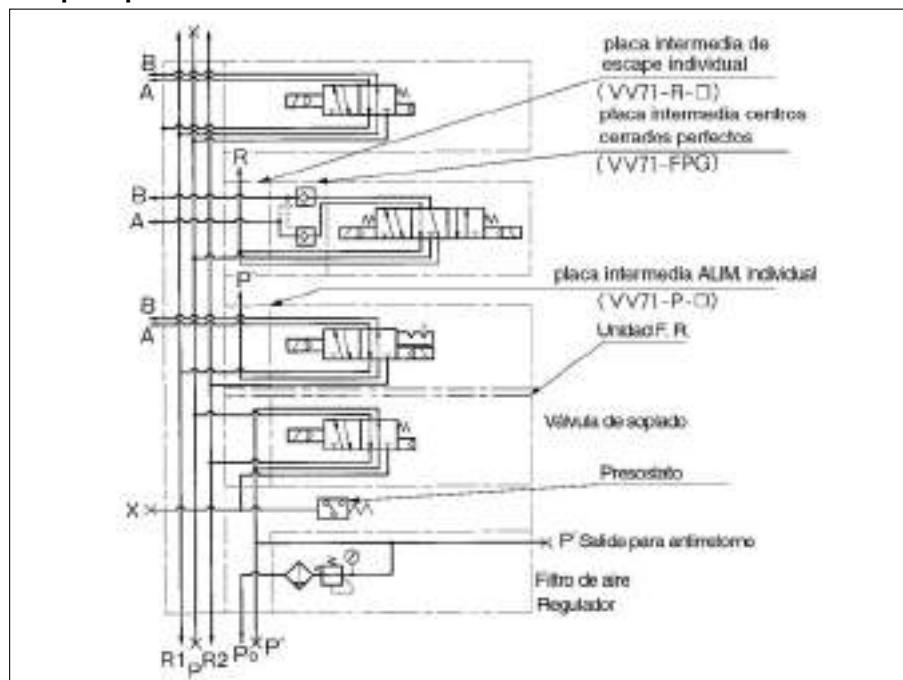 X
B
A
placa intermedia de
escape individual
(VV71-R-□)
placa intermedia centros
cerrados perfectos
(VV71-FPG)
R
B
A
P
placa intermedia ALIM. individual
(VV71-P-□)
B
A
Unidad F. R.
Válvula de soplado
Presostato
X
P' Salida para antirretorno
Filtro de aire
Regulador
R1 P R2 P0 P'